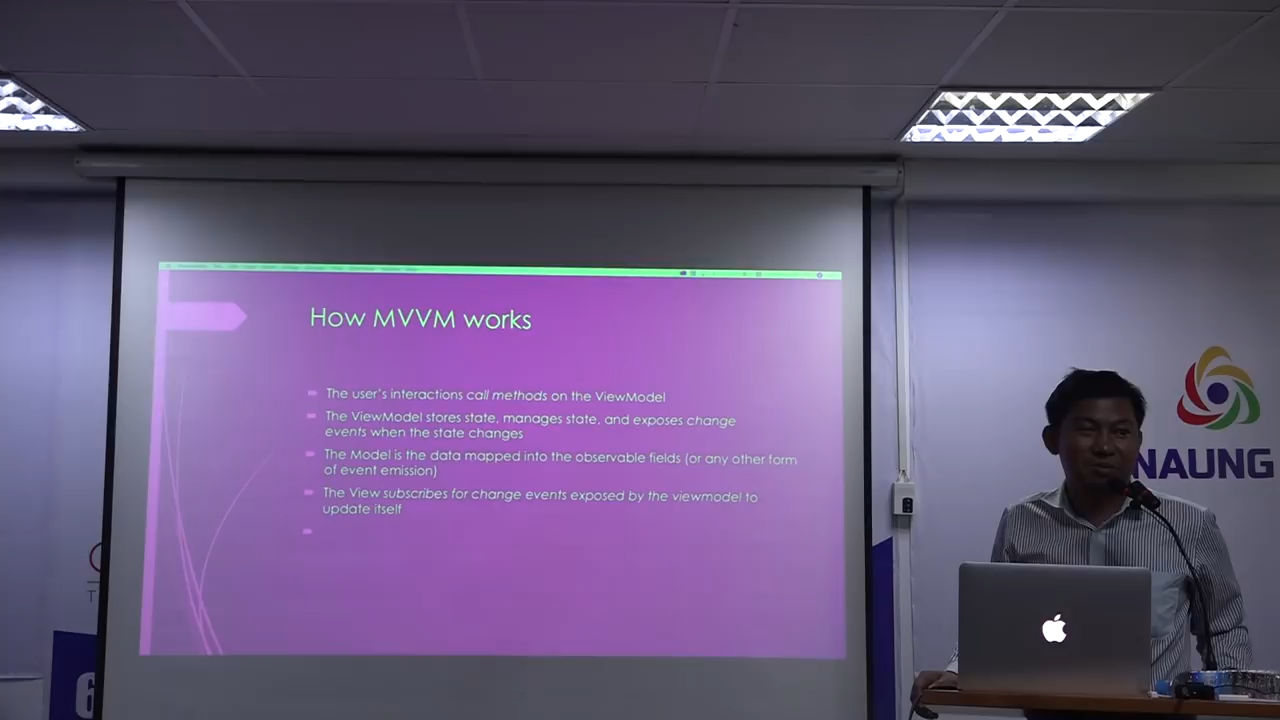 How MVVM works
The user's interactions call methods on the ViewModel
The ViewModel stores state, manages state, and exposes change
events when the state changes
The Model is the data mapped into the observable fields (or any other form
of event emission)
The View subscribes for change events exposed by the viewmodel to
update itself
NAUNG
6